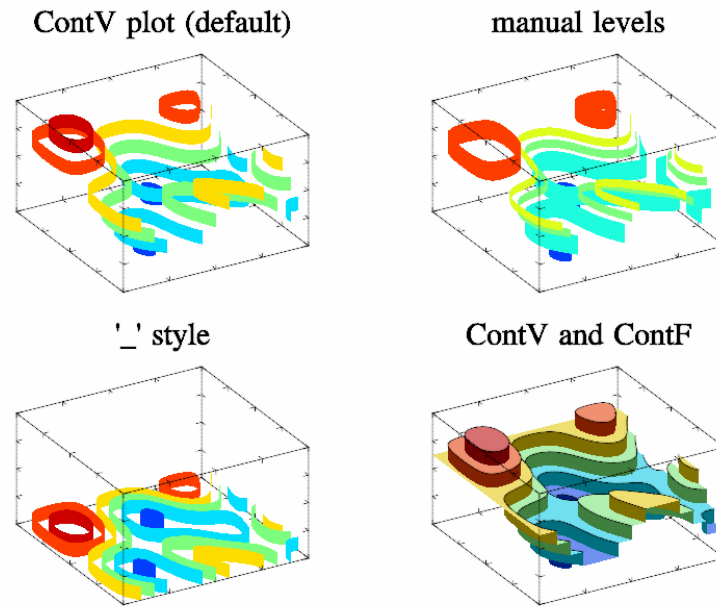 ContV plot (default)
manual levels
'_' style
ContV and ContF